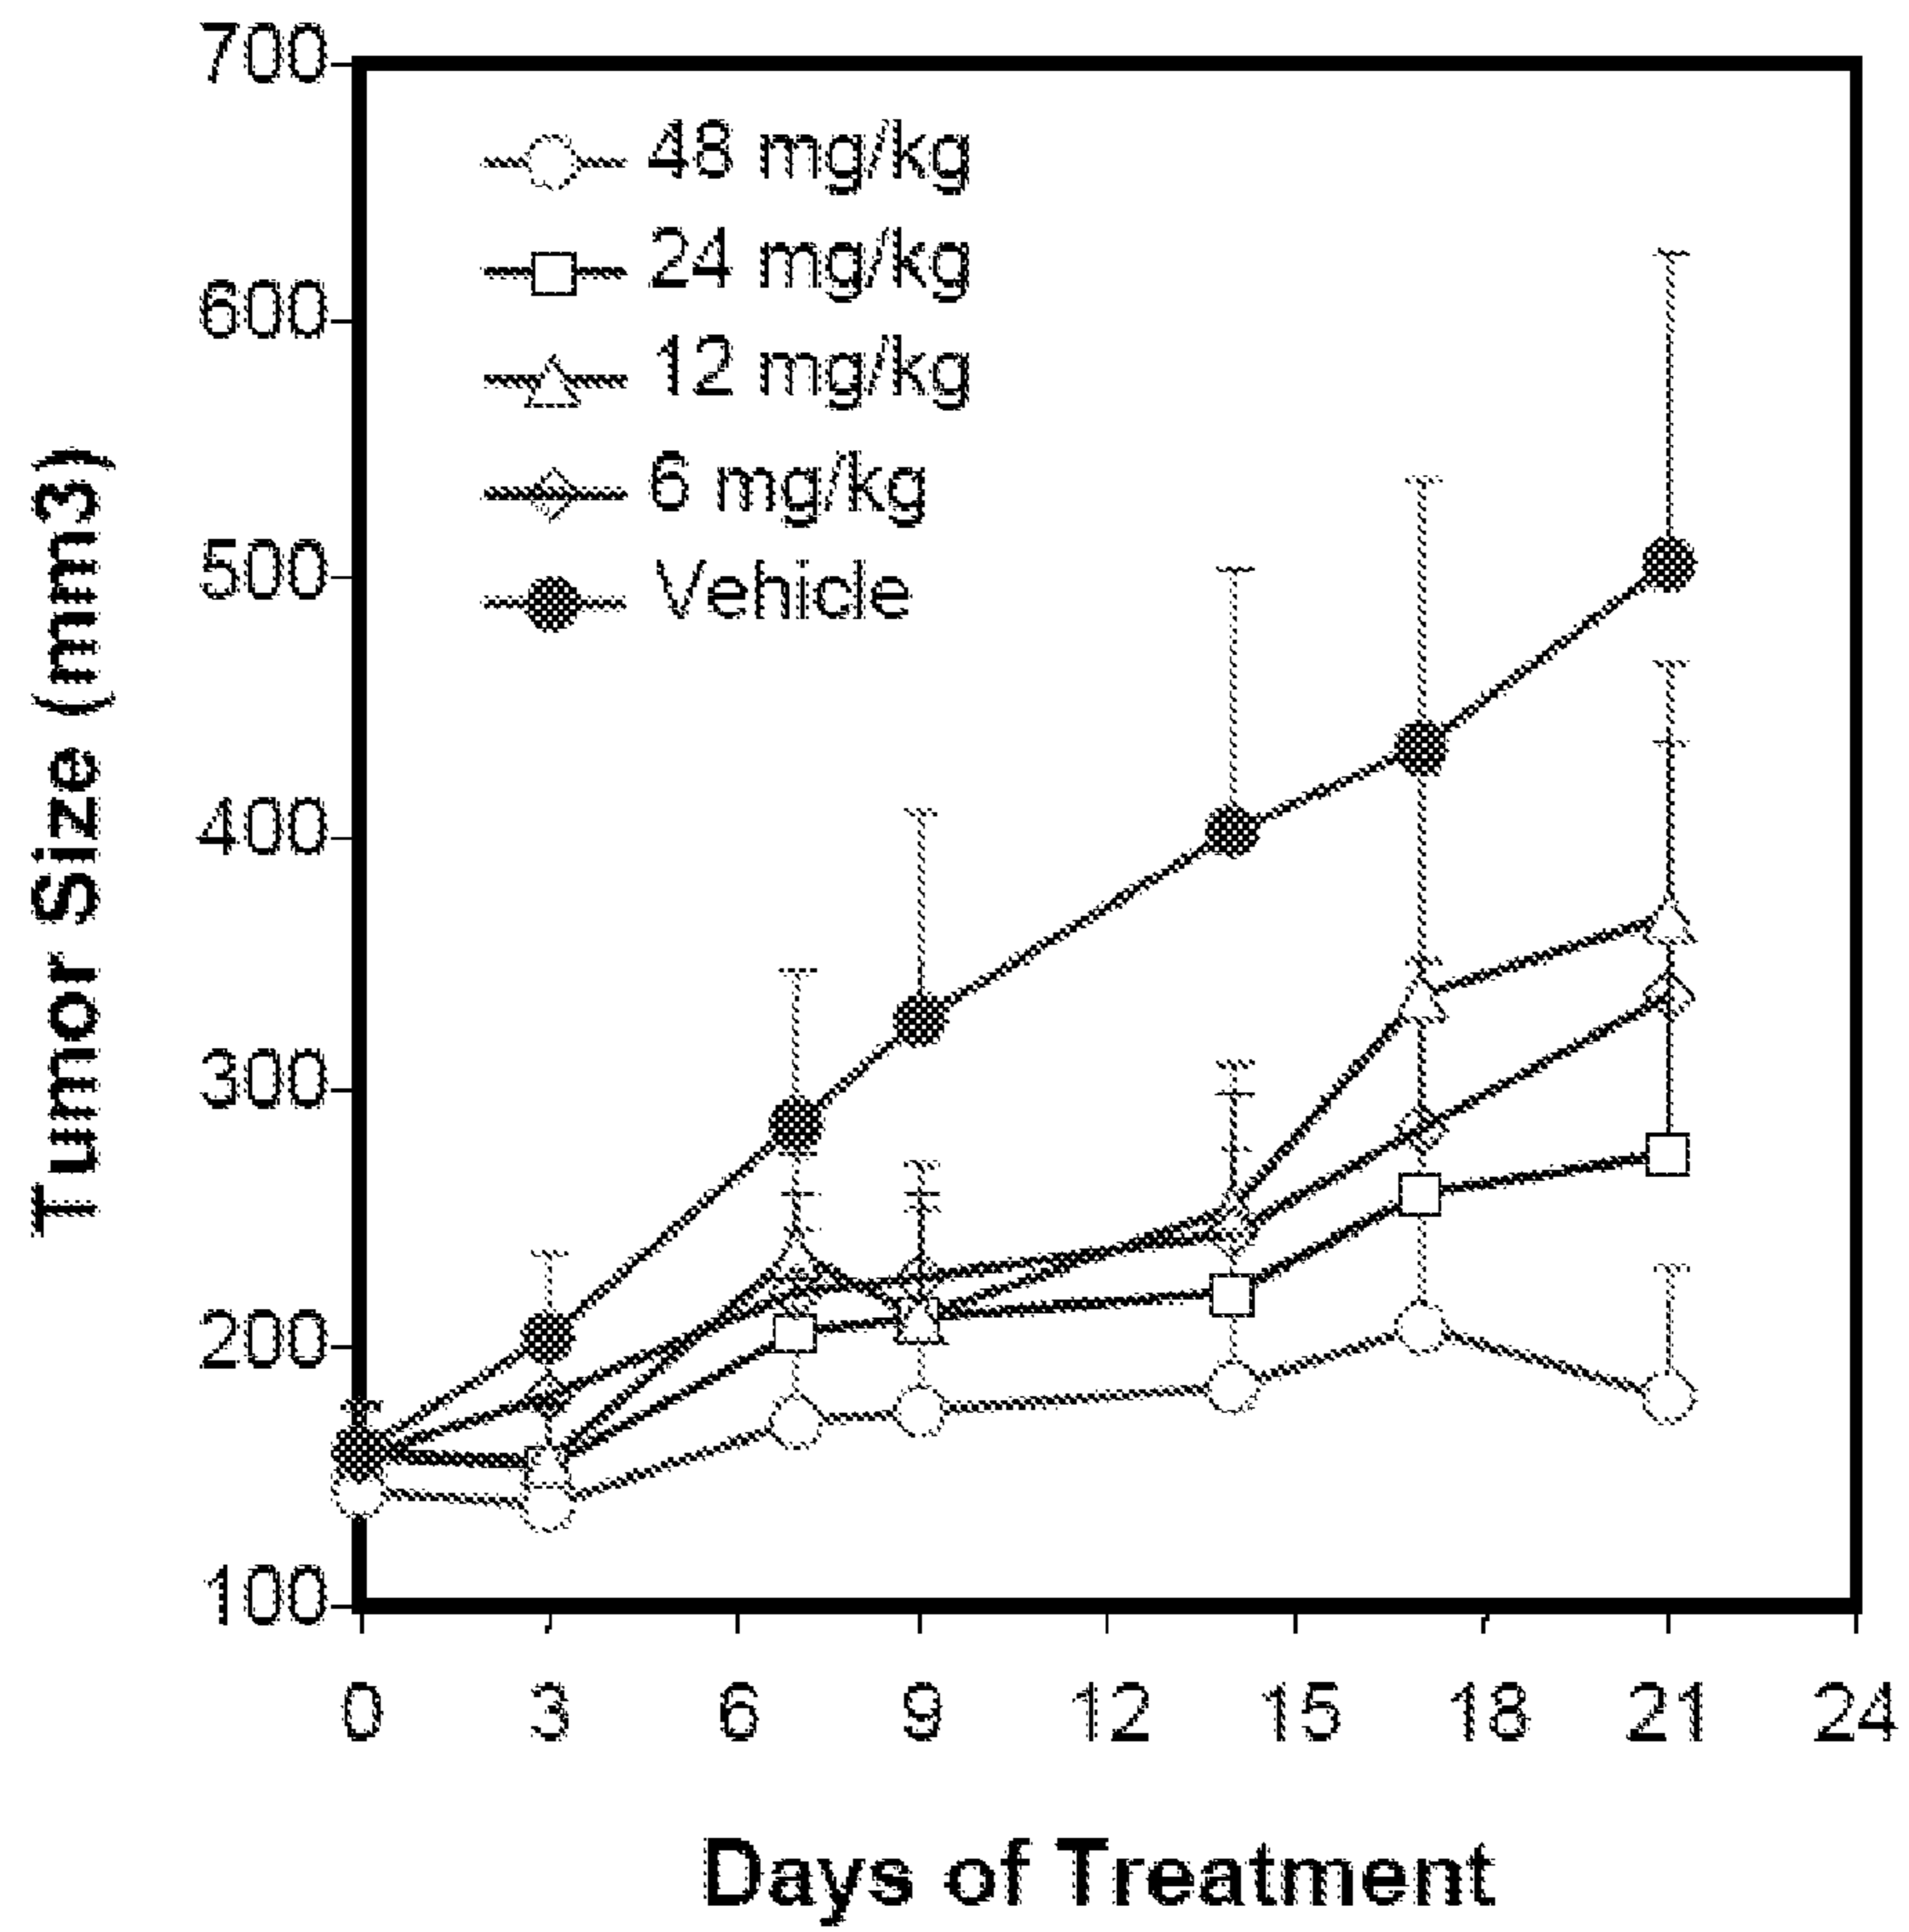 Tumor Size (mm3)
700
600
500
400
300
200
100
48 mg/kg
24 mg/kg
12 mg/kg
6 mg/kg
Vehicle
0 3 6 9 12 15 18 21 24
Days of Treatment